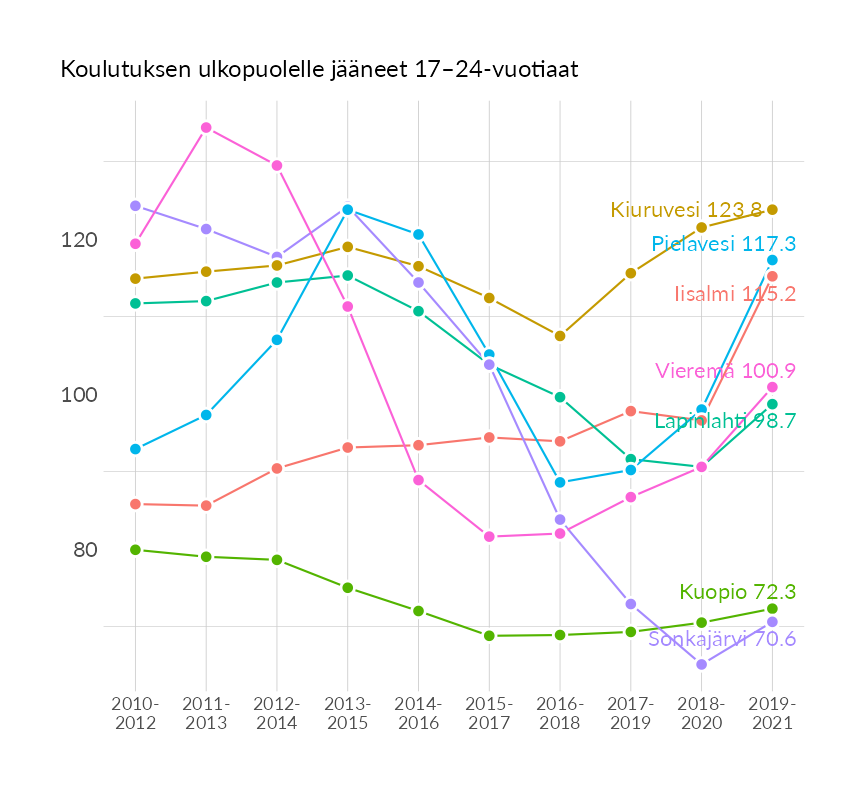 Koulutuksen ulkopuolelle jääneet 17–24-vuotiaat
Kiuruvesi 123.8
120
Pielavesi 117.3
Iisalmi 115.2
Vieremä 100.9
100
Lapinlahti 98.7
80
Kuopio 72.3
Sonkajärvi 70.6
2010- 2011- 2012- 2013- 2014- 2015- 2016- 2017- 2018- 2019-
2012 2013 2014 2015 2016 2017 2018 2019 2020 2021